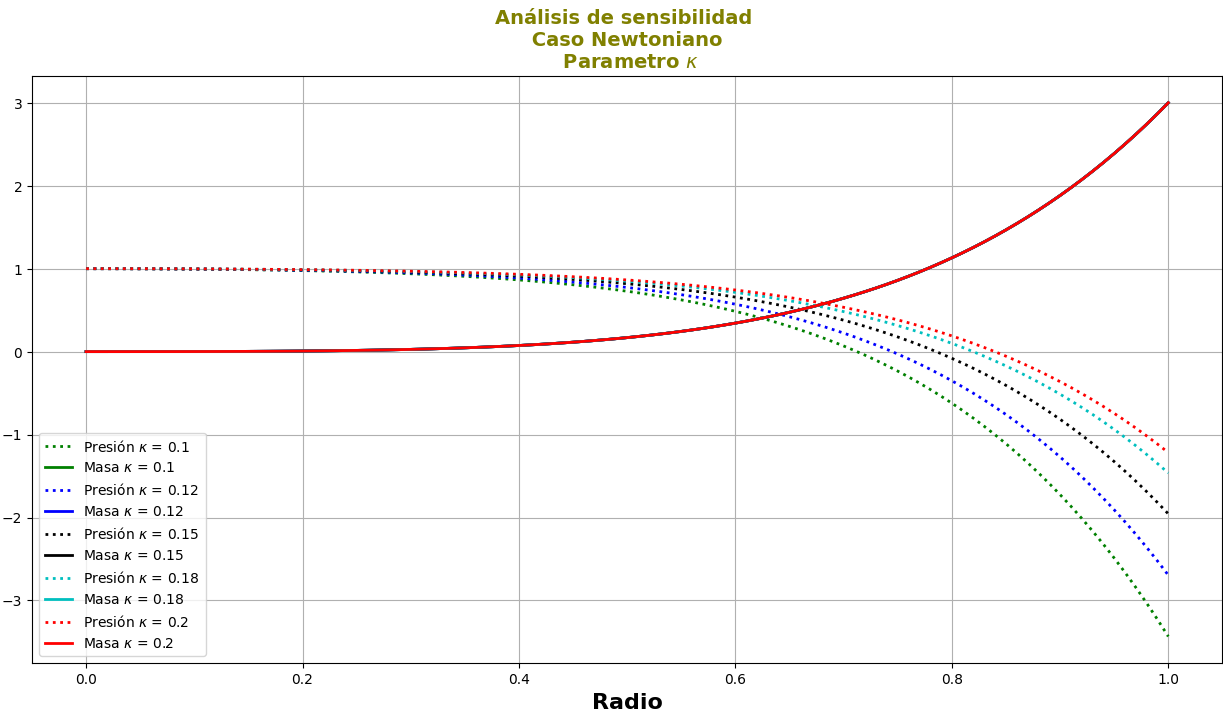 Análisis de sensibilidad
Caso Newtoniano
Parametro κ
3
2
1
0
−1
−2
−3
Presión κ = 0.1
Masa κ = 0.1
Presión κ = 0.12
Masa κ = 0.12
Presión κ = 0.15
Masa κ = 0.15
Presión κ = 0.18
Masa κ = 0.18
Presión κ = 0.2
Masa κ = 0.2
0.0 0.2 0.4 0.6 0.8 1.0
Radio